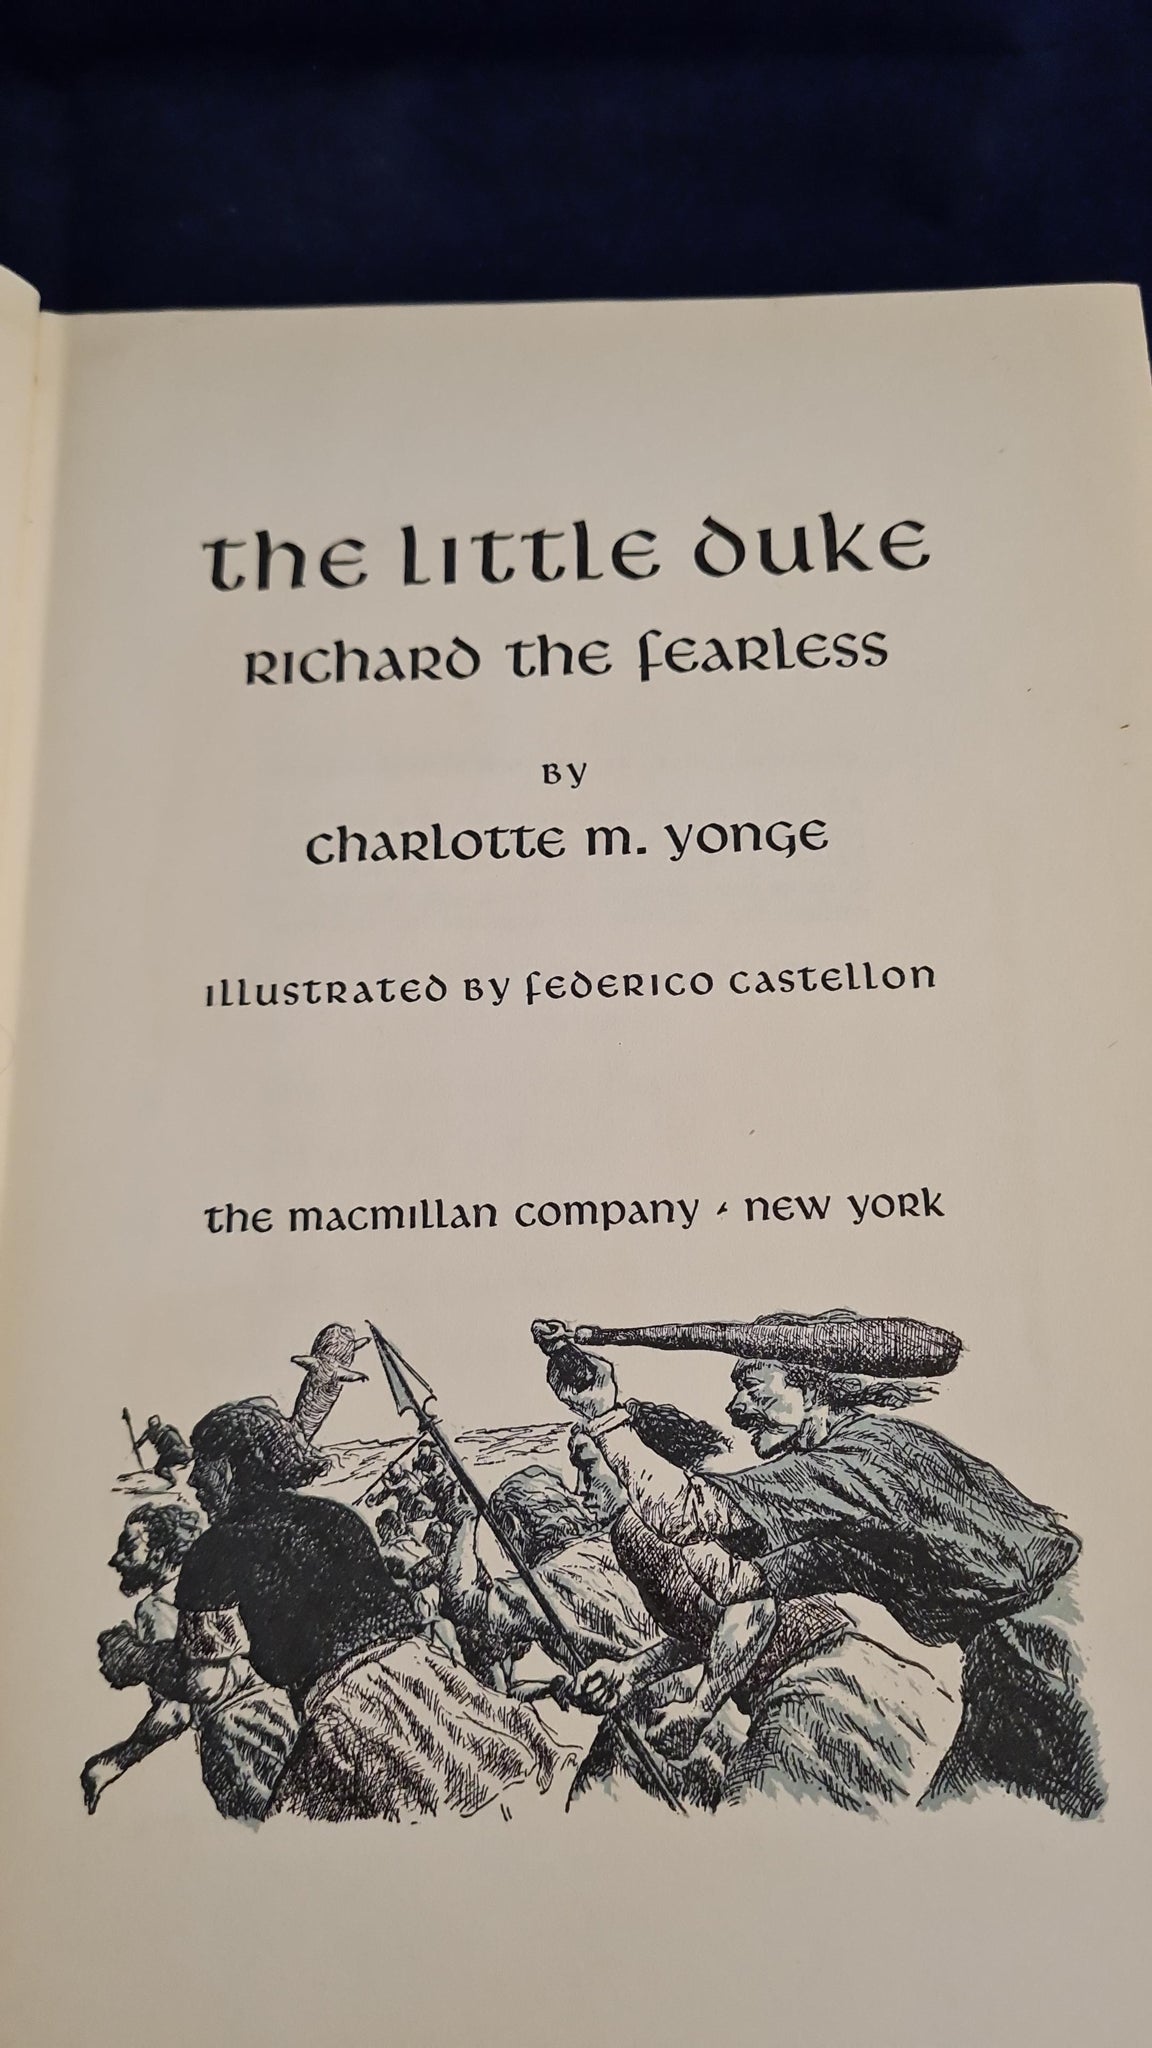 the little duke
richard the fearless
by
charlotte m. yonge
illustrated by federico castellon
the macmillan company · new york